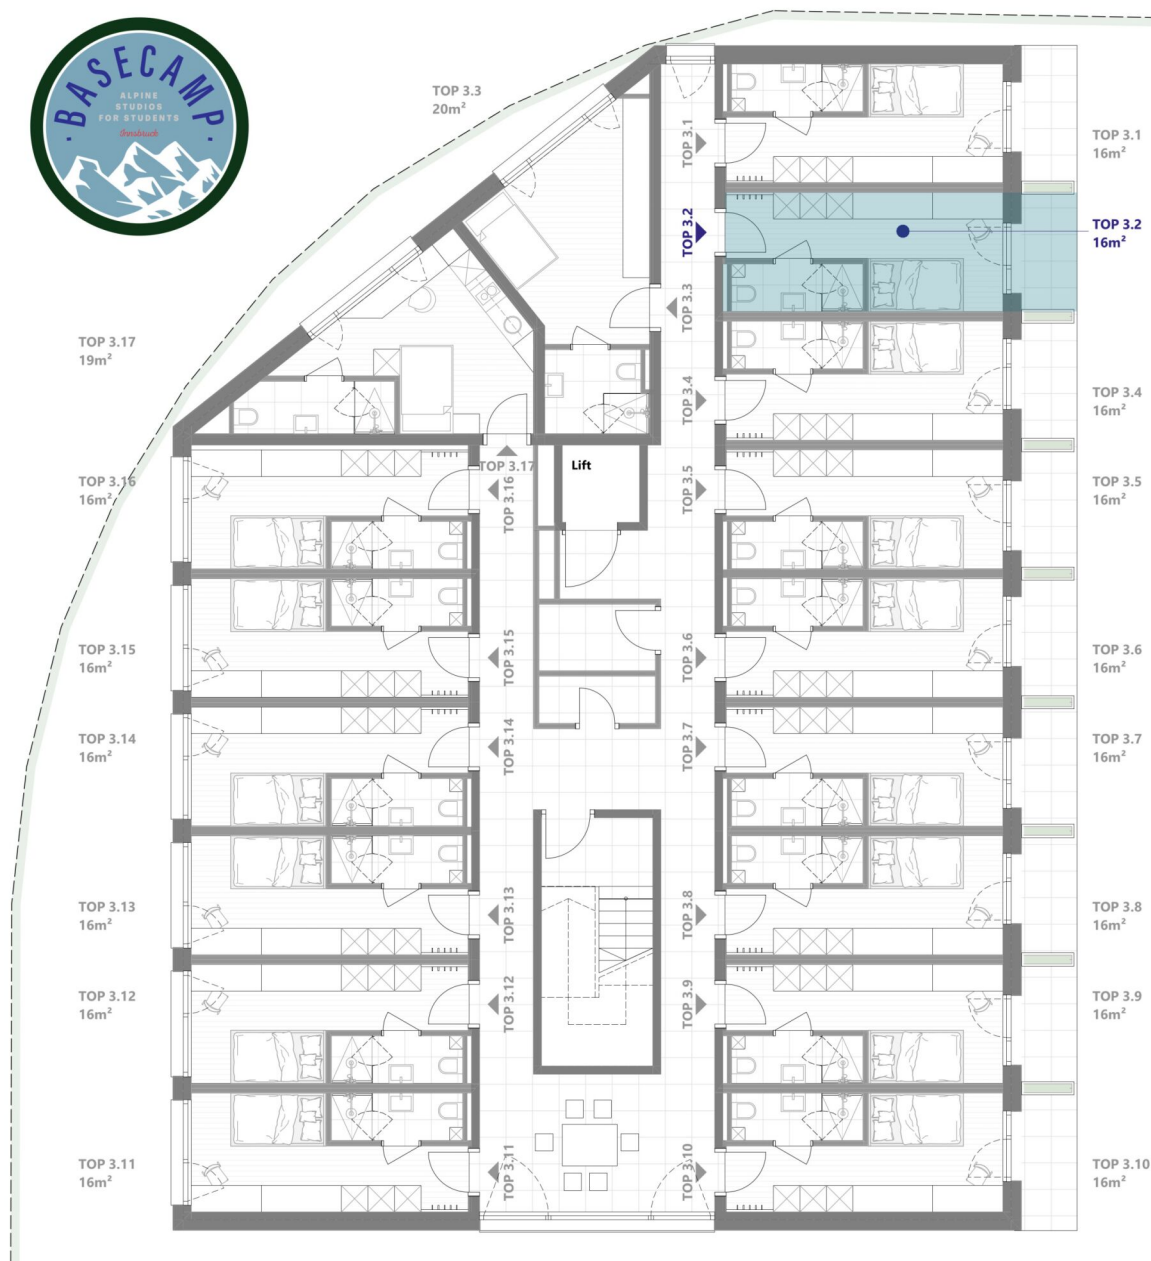 BASECAMP
ALPINE
STUDIOS
FOR STUDENTS
Innsbruck
TOP 3.3
20m²
TOP 3.1
TOP 3.1
16m²
TOP 3.2
TOP 3.2
16m²
TOP 3.3
TOP 3.17
19m²
TOP 3.4
TOP 3.4
16m²
TOP 3.17
Lift
TOP 3.16
16m²
TOP 3.16
TOP 3.5
TOP 3.5
16m²
TOP 3.15
16m²
TOP 3.15
TOP 3.6
TOP 3.6
16m²
TOP 3.14
16m²
TOP 3.14
TOP 3.7
TOP 3.7
16m²
TOP 3.13
16m²
TOP 3.13
TOP 3.8
TOP 3.8
16m²
TOP 3.12
16m²
TOP 3.12
TOP 3.9
TOP 3.9
16m²
TOP 3.11
16m²
TOP 3.11
TOP 3.10
TOP 3.10
16m²